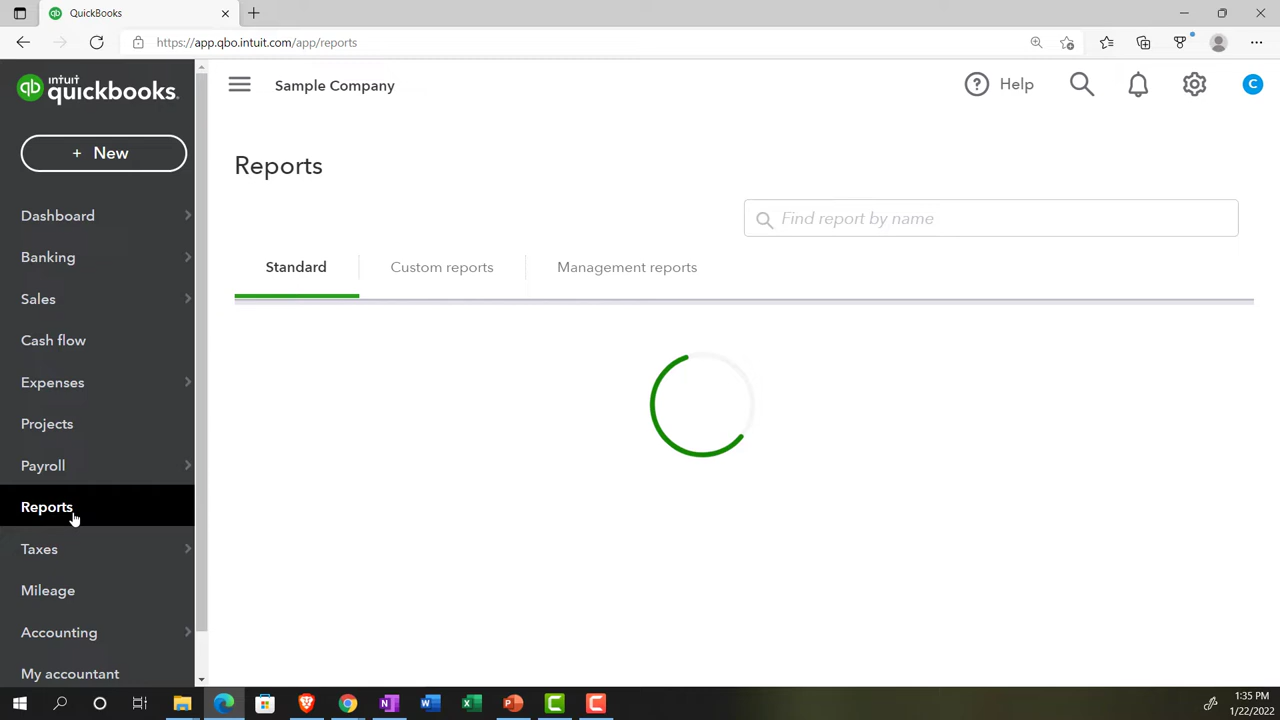 QuickBooks
https://app.qbo.intuit.com/app/reports
intuit
quickbooks.
Sample Company
Help
C
+ New
Reports
Dashboard
Find report by name
Banking
Standard
Custom reports
Management reports
Sales
Cash flow
Expenses
Projects
Payroll
Reports
Taxes
Mileage
Accounting
My accountant
1:35 PM
1/22/2022